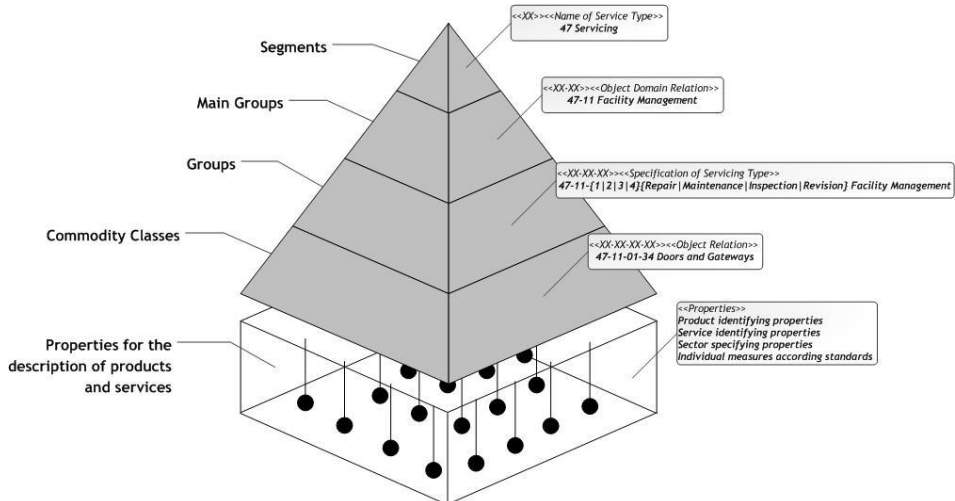 Segments
Main Groups
Groups
Commodity Classes
Properties for the
description of products
and services
<<XX>><<Name of Service Type>>
47 Servicing
<<XX-XX>><<Object Domain Relation>>
47-11 Facility Management
<<XX-XX-XX>><<Specification of Servicing Type>>
47-11-{1|2|3|4}{Repair|Maintenance|Inspection|Revision} Facility Management
<<XX-XX-XX-XX>><<Object Relation>>
47-11-01-34 Doors and Gateways
<<Properties>>
Product identifying properties
Service identifying properties
Sector specifying properties
Individual measures according standards